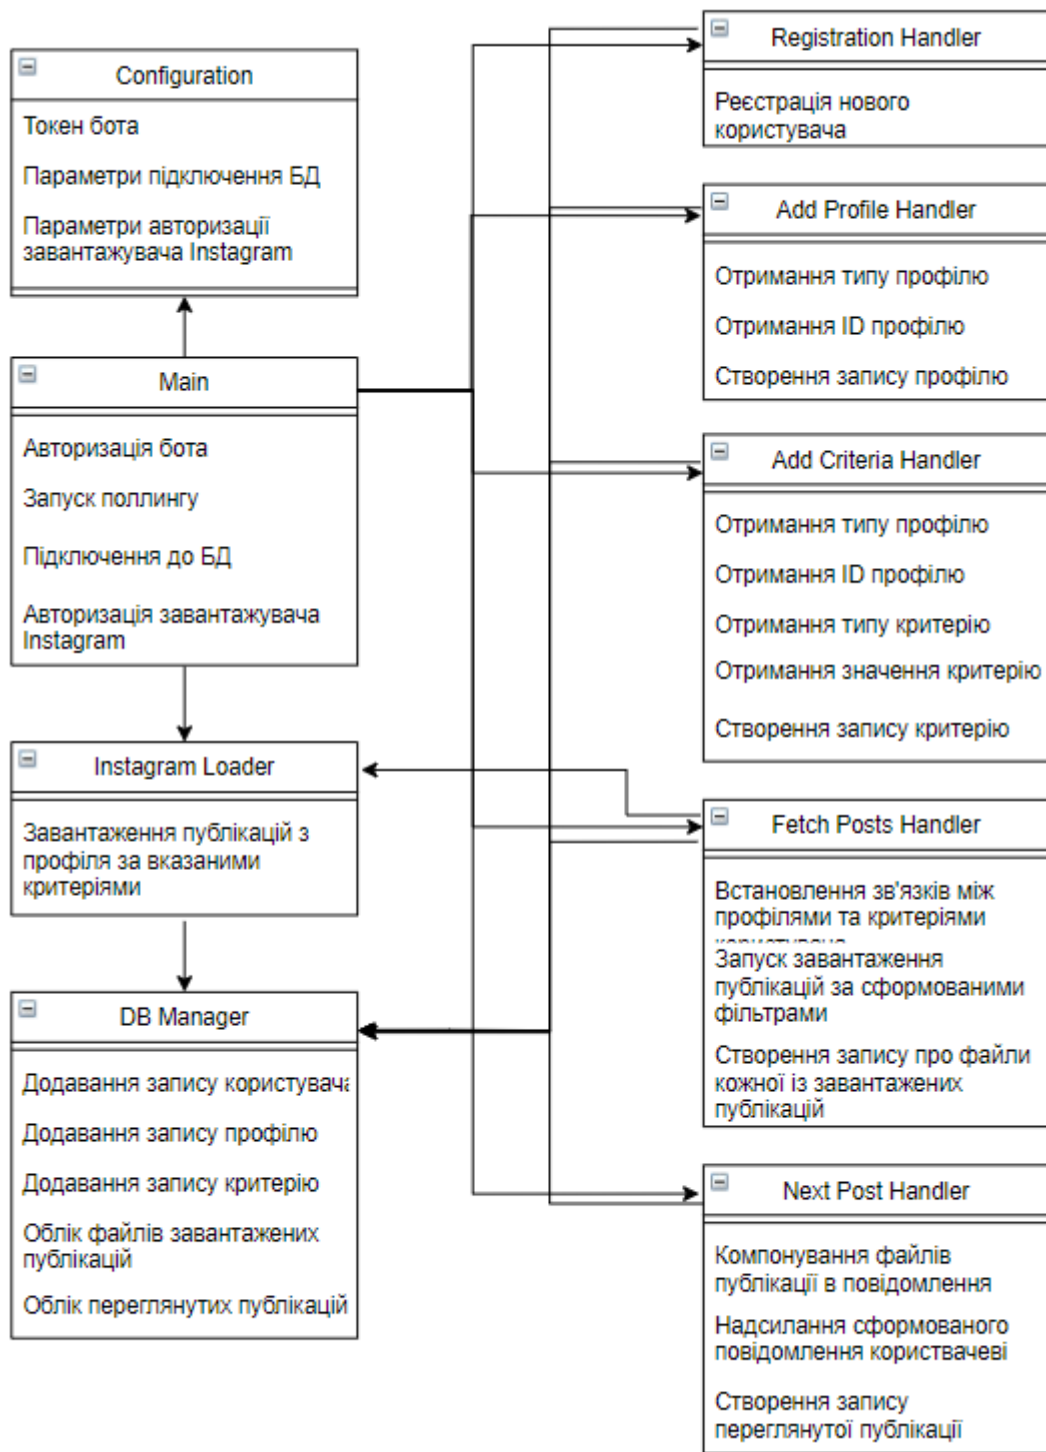 Configuration
Токен бота
Параметри підключення БД
Параметри авторизації
завантажувача Instagram
Main
Авторизація бота
Запуск поллингу
Підключення до БД
Авторизація завантажувача
Instagram
Instagram Loader
Завантаження публікацій з
профіля за вказаними
критеріями
DB Manager
Додавання запису користувача
Додавання запису профілю
Додавання запису критерію
Облік файлів завантажених
публікацій
Облік переглянутих публікацій
Registration Handler
Реєстрація нового
користувача
Add Profile Handler
Отримання типу профілю
Отримання ID профілю
Створення запису профілю
Add Criteria Handler
Отримання типу профілю
Отримання ID профілю
Отримання типу критерію
Отримання значення критерію
Створення запису критерію
Fetch Posts Handler
Встановлення зв'язків між
профілями та критеріями
Запуск завантаження
публікацій за сформованими
фільтрами
Створення запису про файли
кожної із завантажених
публікацій
Next Post Handler
Компонування файлів
публікації в повідомлення
Надсилання сформованого
повідомлення користвачеві
Створення запису
переглянутої публікації